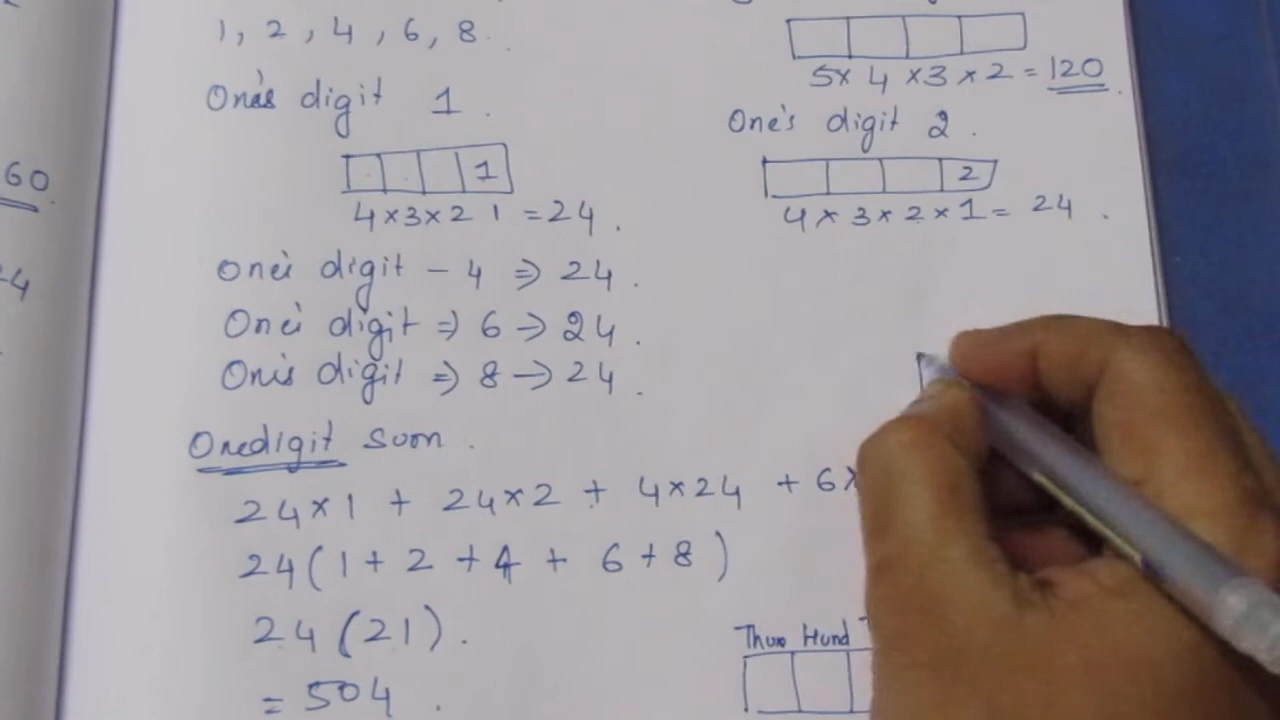 1, 2, 4, 6, 8.
5x 4 x3 x 2 = 120.
One's digit 1.
One's digit 2.
60
1
2
4x3x2 1 =24.
4 x 3 x 2 x 1 = 24.
One's digit - 4 ⇒ 24.
One's digit ⇒ 6 → 24.
One's digit ⇒ 8 → 24.
Onedigit sum.
24x1 + 24x2 + 4x24 + 6x
24(1+ 2 +4 + 6+8)
24 (21).
Thou Hund T
= 504.